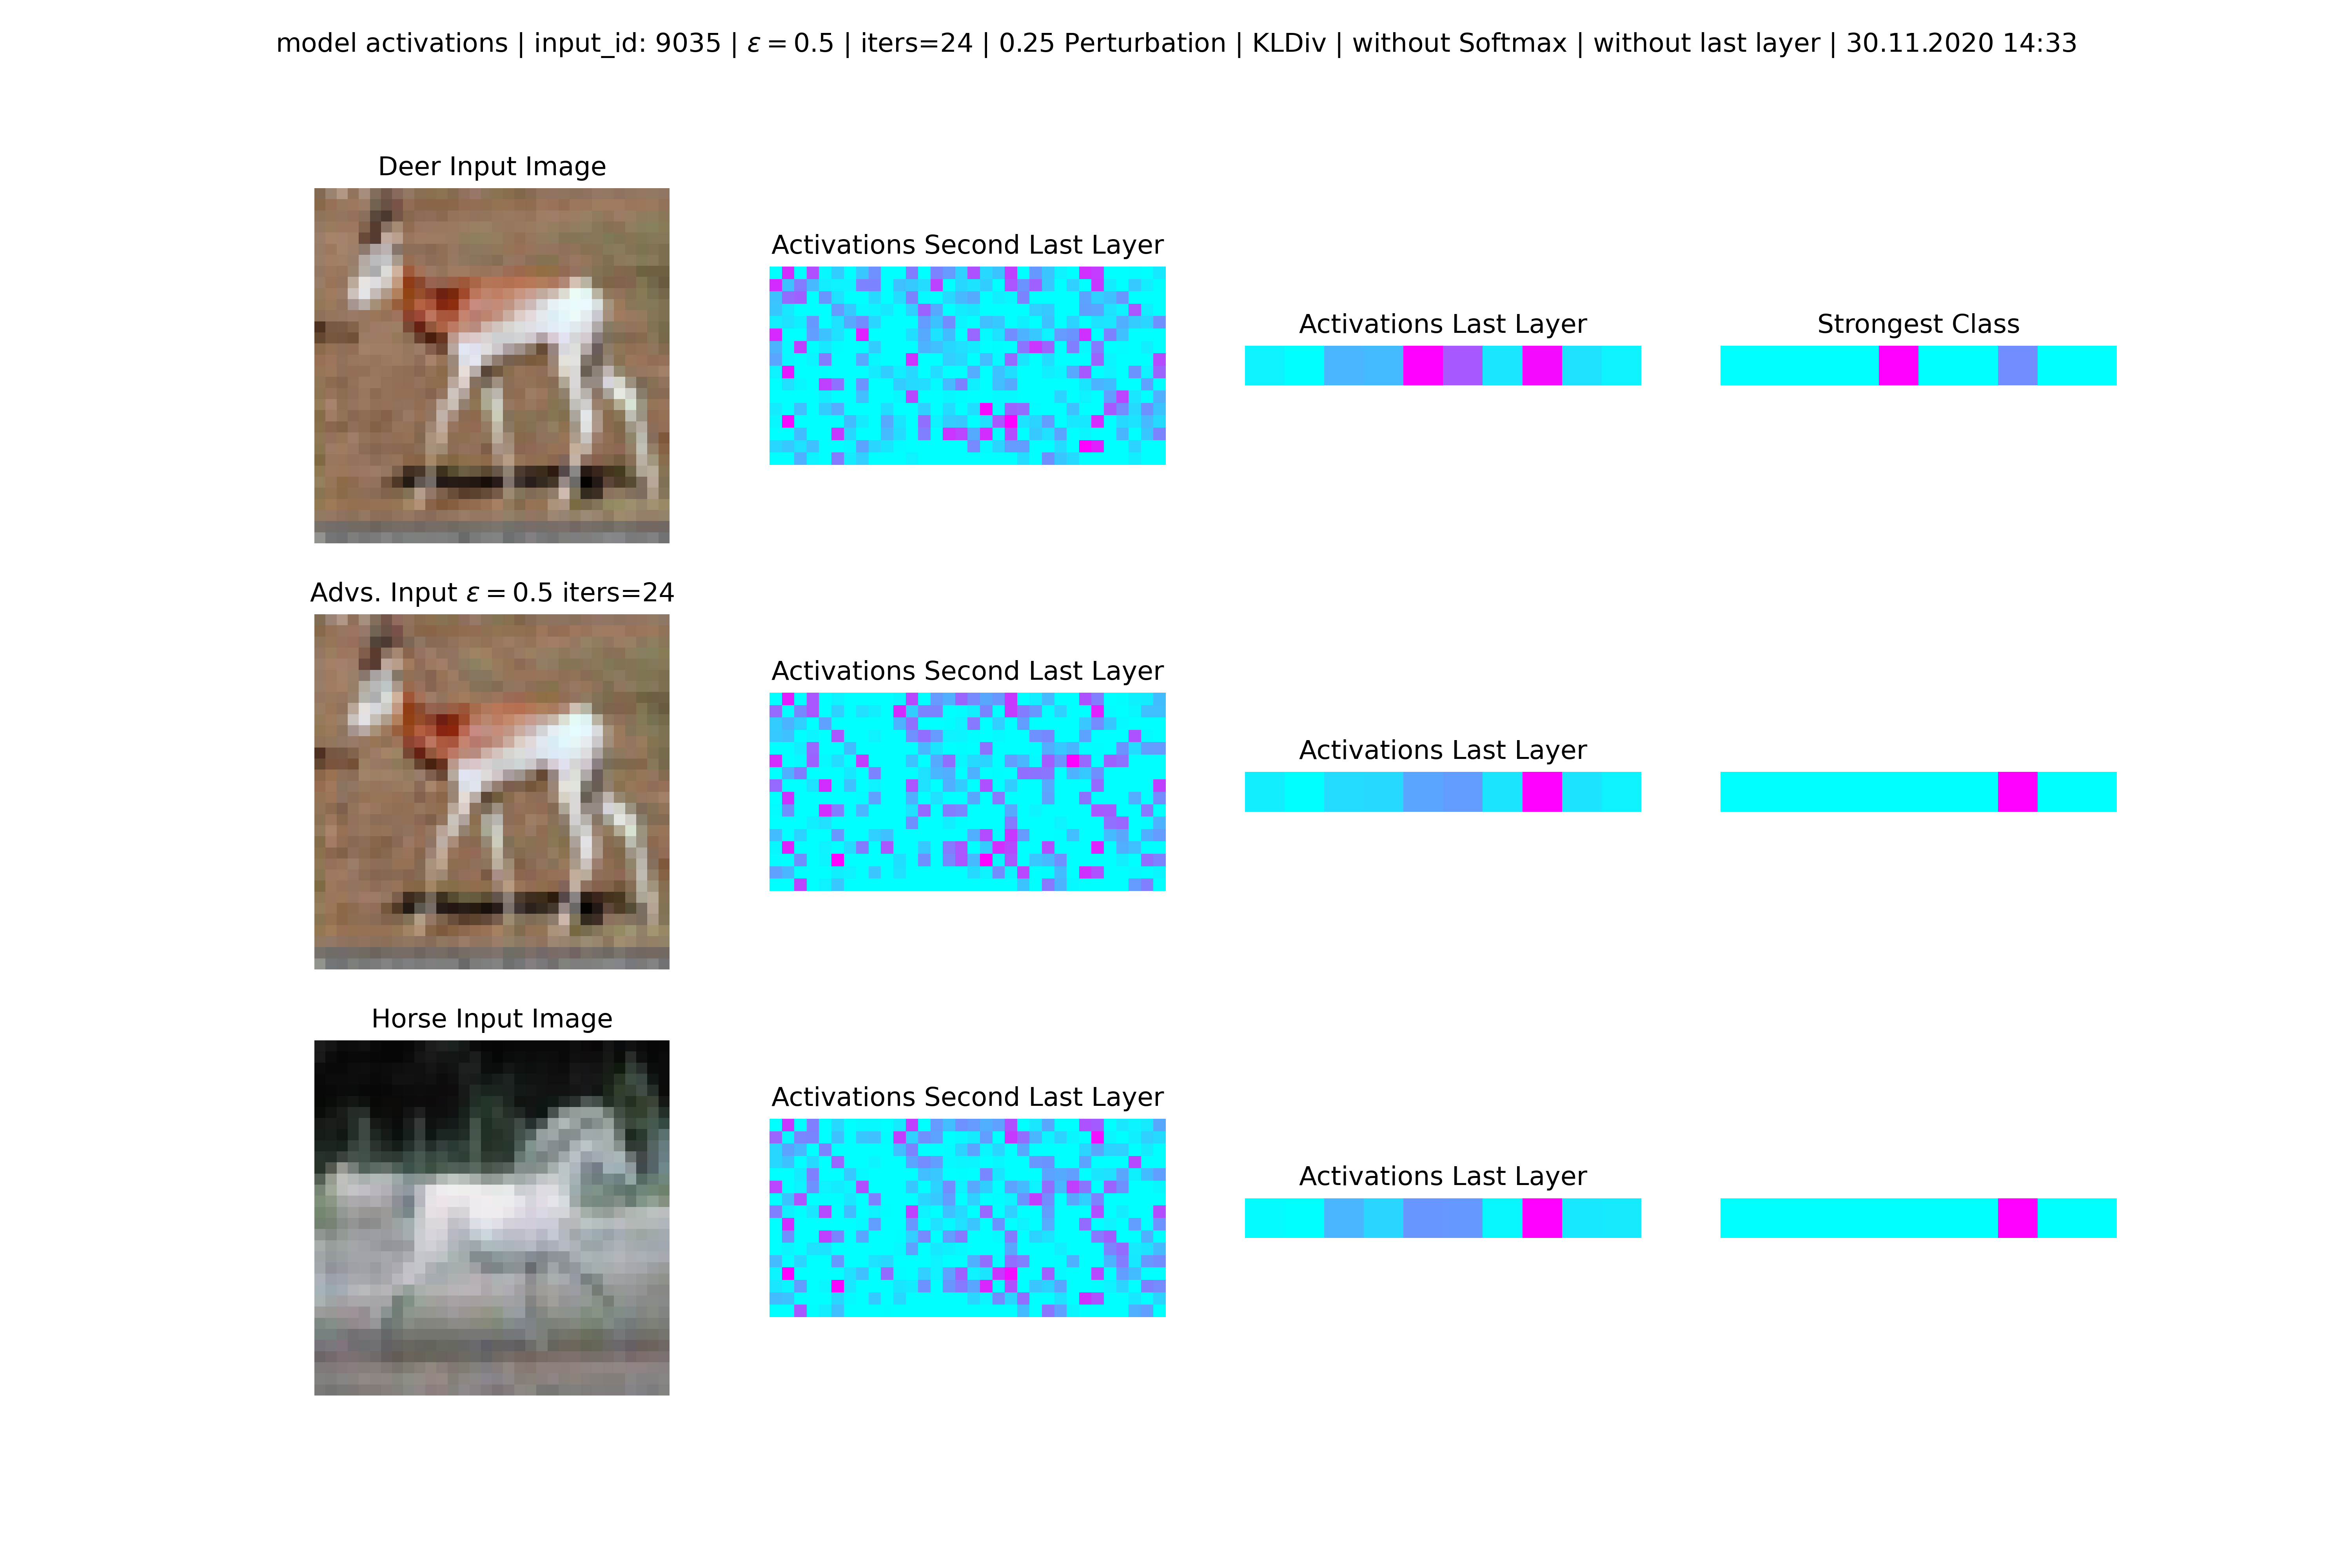 model activations | input_id: 9035 | ε = 0.5 | iters=24 | 0.25 Perturbation | KLDiv | without Softmax | without last layer | 30.11.2020 14:33
Deer Input Image
Activations Second Last Layer
Activations Last Layer
Strongest Class
Advs. Input ε = 0.5 iters=24
Activations Second Last Layer
Activations Last Layer
Horse Input Image
Activations Second Last Layer
Activations Last Layer